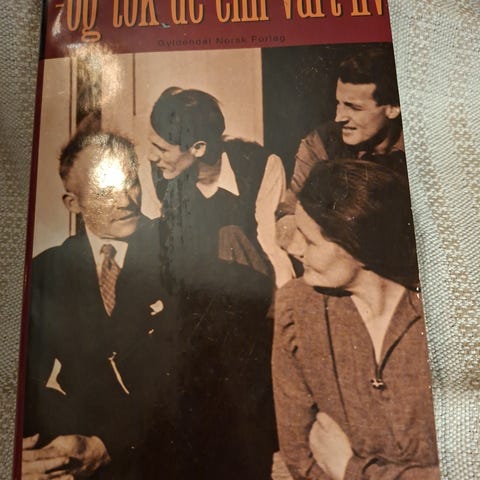 og tok de enn vårt liv
Gyldendal Norsk Forlag